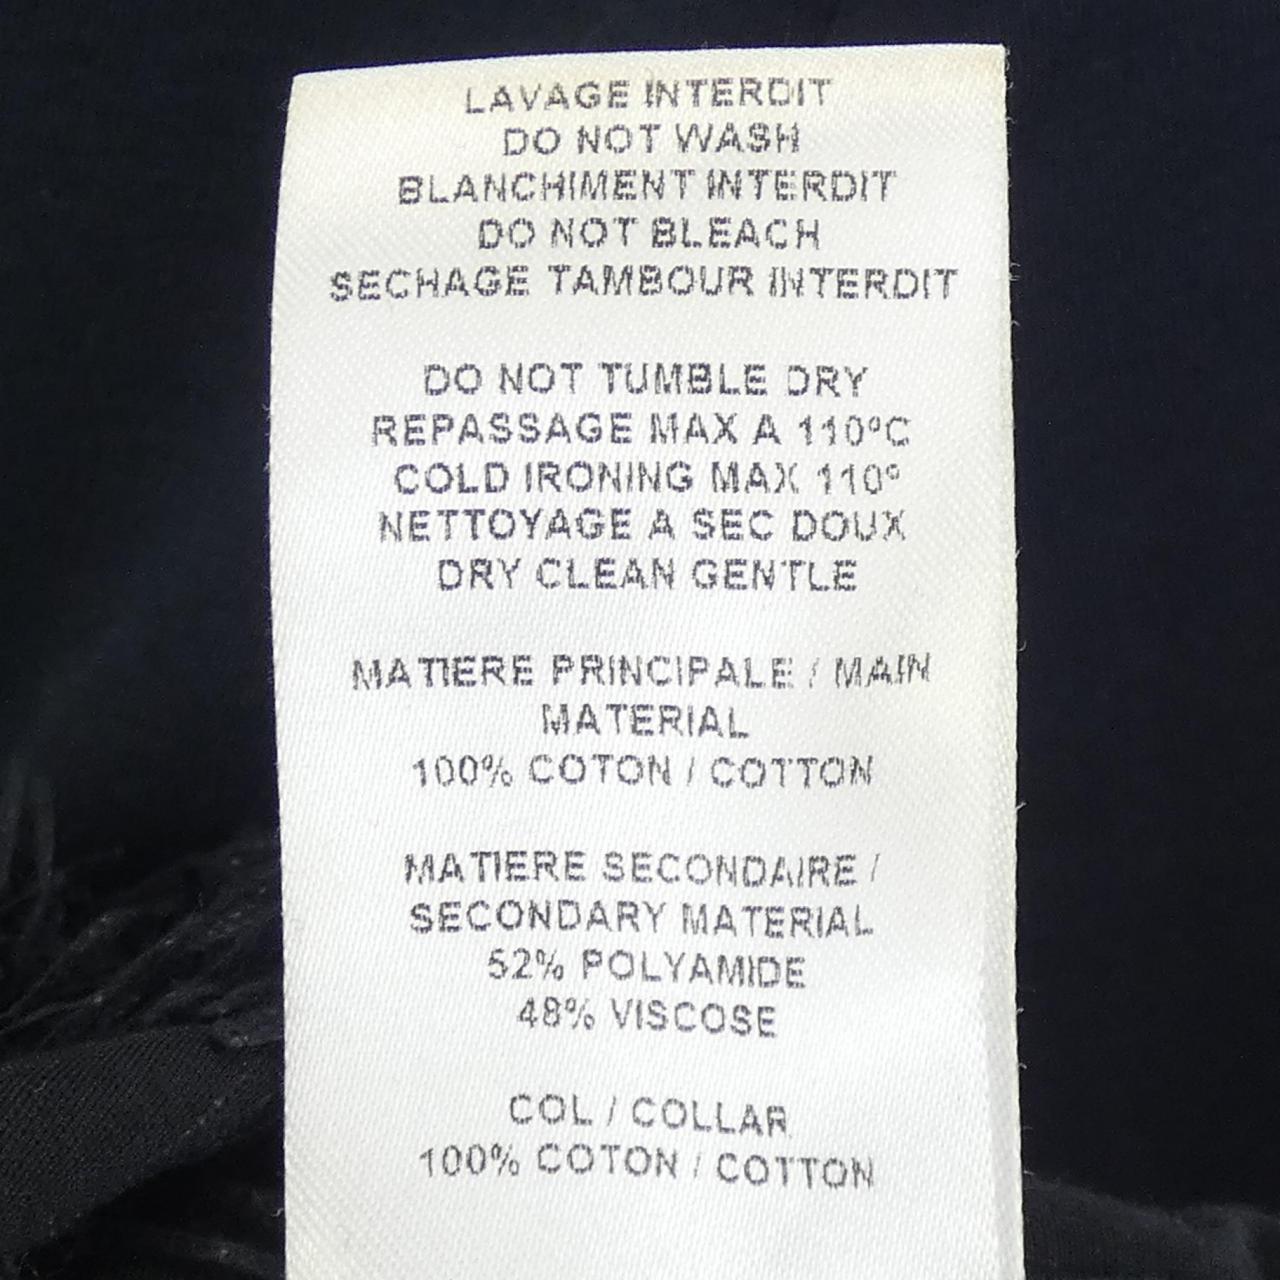 LAVAGE INTERDIT
DO NOT WASH
BLANCHIMENT INTERDIT
DO NOT BLEACH
SECHAGE TAMBOUR INTERDIT
DO NOT TUMBLE DRY
REPASSAGE MAX A 110°C
COLD IRONING MAX 110°
NETTOYAGE A SEC DOUX
DRY CLEAN GENTLE
MATIERE PRINCIPALE / MAIN
MATERIAL
100% COTON / COTTON
MATIERE SECONDAIRE /
SECONDARY MATERIAL
52% POLYAMIDE
48% VISCOSE
COL / COLLAR
100% COTON / COTTON